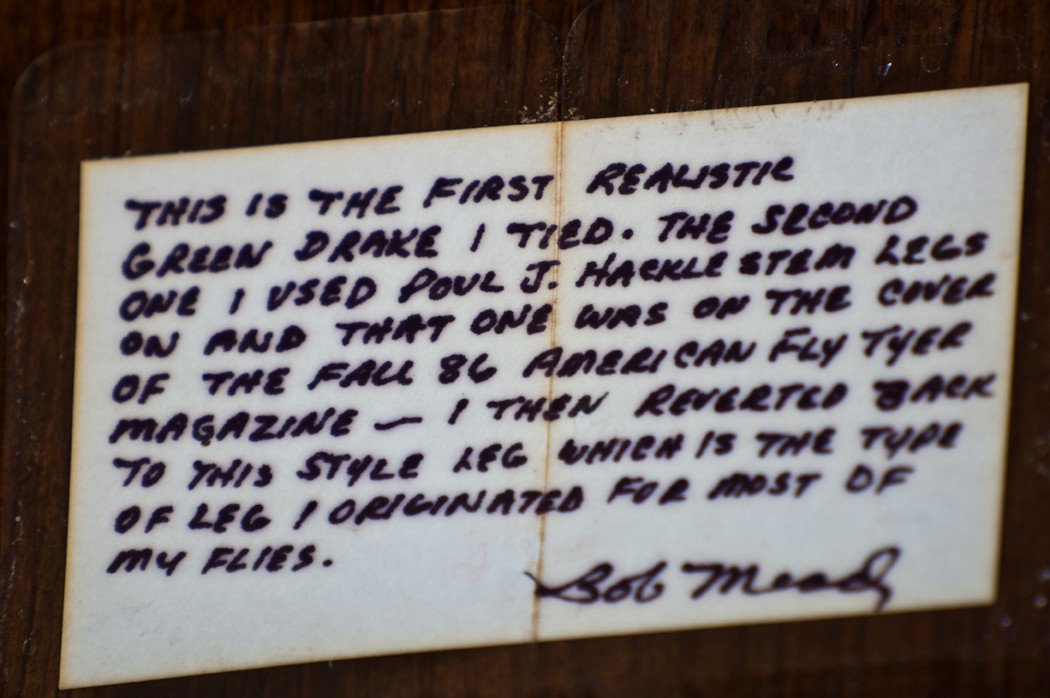 THIS IS THE FIRST REALISTIC
GREEN DRAKE I TIED. THE SECOND
ONE I USED POUL J. HACKLE STEM LEGS
ON AND THAT ONE WAS ON THE COVER
OF THE FALL 86 AMERICAN FLY TYER
MAGAZINE — I THEN REVERTED BACK
TO THIS STYLE LEG WHICH IS THE TYPE
OF LEG I ORIGINATED FOR MOST OF
MY FLIES.
Bob Mead